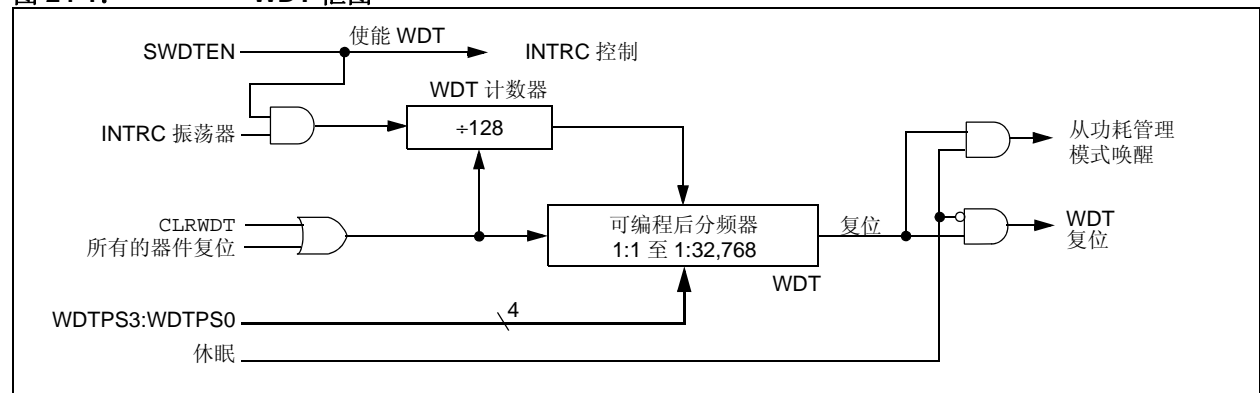 SWDTEN
使能 WDT
INTRC 控制
WDT 计数器
INTRC 振荡器
÷128
从功耗管理
模式唤醒
CLRWDT
所有的器件复位
可编程后分频器
1:1 至 1:32,768
复位
WDT
复位
WDT
WDTPS3:WDTPS0
4
休眠